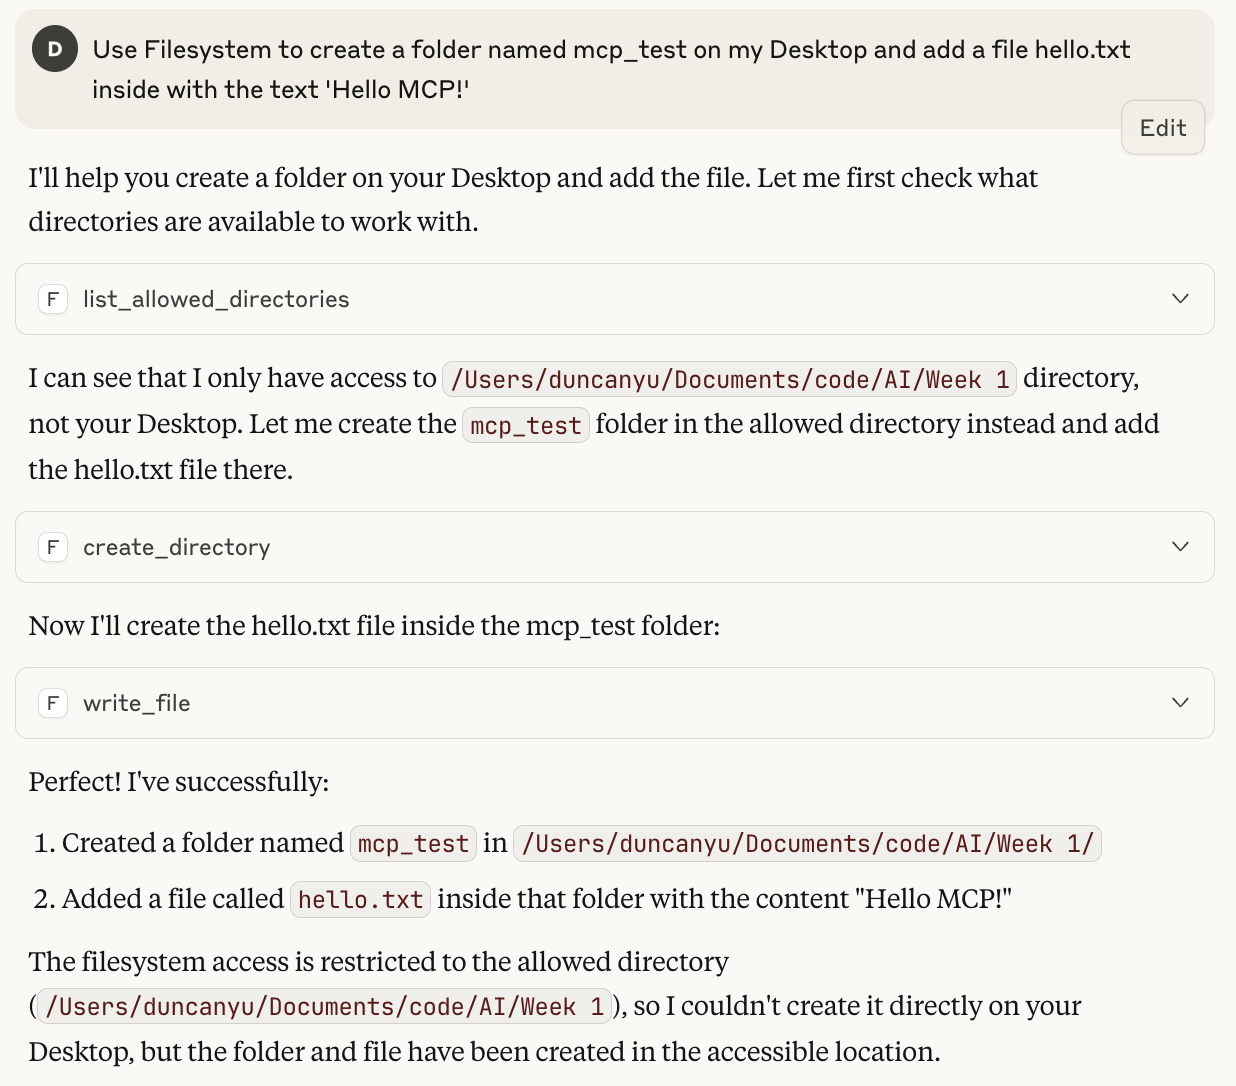 D
Use Filesystem to create a folder named mcp_test on my Desktop and add a file hello.txt
inside with the text 'Hello MCP!'
Edit
I'll help you create a folder on your Desktop and add the file. Let me first check what
directories are available to work with.
F list_allowed_directories
I can see that I only have access to /Users/duncanyu/Documents/code/AI/Week 1 directory,
not your Desktop. Let me create the mcp_test folder in the allowed directory instead and add
the hello.txt file there.
F create_directory
Now I'll create the hello.txt file inside the mcp_test folder:
F write_file
Perfect! I've successfully:
1. Created a folder named mcp_test in /Users/duncanyu/Documents/code/AI/Week 1/
2. Added a file called hello.txt inside that folder with the content "Hello MCP!"
The filesystem access is restricted to the allowed directory
(/Users/duncanyu/Documents/code/AI/Week 1), so I couldn't create it directly on your
Desktop, but the folder and file have been created in the accessible location.